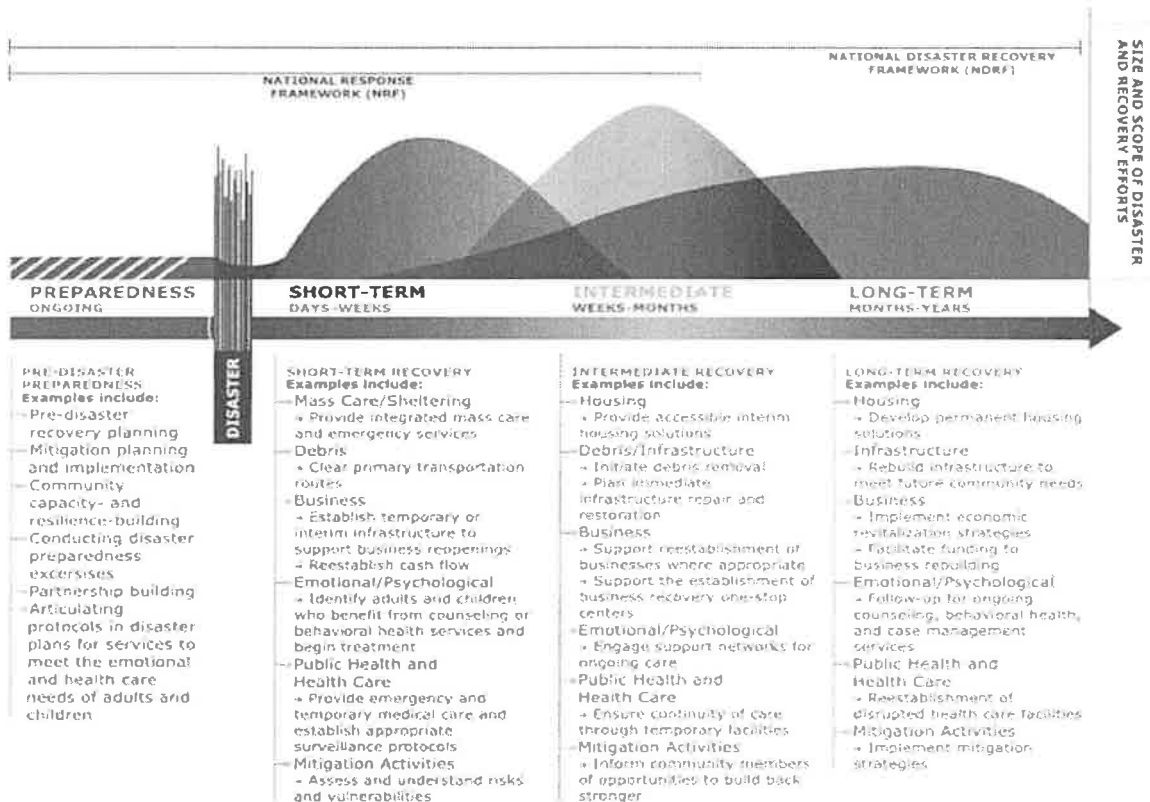 NATIONAL DISASTER RECOVERY
FRAMEWORK (NDRF)
NATIONAL RESPONSE
FRAMEWORK (NRF)
SIZE AND SCOPE OF DISASTER
AND RECOVERY EFFORTS
PREPAREDNESS
ONGOING
SHORT-TERM
DAYS-WEEKS
INTERMEDIATE
WEEKS-MONTHS
LONG-TERM
MONTHS-YEARS
DISASTER
PRE-DISASTER
PREPAREDNESS
Examples include:
Pre-disaster
recovery planning
Mitigation planning
and implementation
Community
capacity- and
resilience-building
Conducting disaster
preparedness
excersises
Partnership building
Articulating
protocols in disaster
plans for services to
meet the emotional
and health care
needs of adults and
children
SHORT-TERM RECOVERY
Examples include:
Mass Care/Sheltering
Provide integrated mass care
and emergency services
Debris
Clear primary transportation
routes
Business
Establish temporary or
interim infrastructure to
support business reopenings
Reestablish cash flow
Emotional/Psychological
Identify adults and children
who benefit from counseling or
behavioral health services and
begin treatment
Public Health and
Health Care
Provide emergency and
temporary medical care and
establish appropriate
surveillance protocols
Mitigation Activities
Assess and understand risks
and vulnerabilities
INTERMEDIATE RECOVERY
Examples include:
Housing
Provide accessible interim
housing solutions
Debris/Infrastructure
Initiate debris removal
Plan immediate
infrastructure repair and
restoration
Business
Support reestablishment of
businesses where appropriate
Support the establishment of
business recovery one-stop
centers
Emotional/Psychological
Engage support networks for
ongoing care
Public Health and
Health Care
Ensure continuity of care
through temporary facilities
Mitigation Activities
Inform community members
of opportunities to build back
stronger
LONG-TERM RECOVERY
Examples include:
Housing
Develop permanent housing
solutions
Infrastructure
Rebuild infrastructure to
meet future community needs
Business
Implement economic
revitalization strategies
Facilitate funding to
business rebuilding
Emotional/Psychological
Follow-up for ongoing
counseling, behavioral health,
and case management
services
Public Health and
Health Care
Reestablishment of
disrupted health care facilities
Mitigation Activities
Implement mitigation
strategies